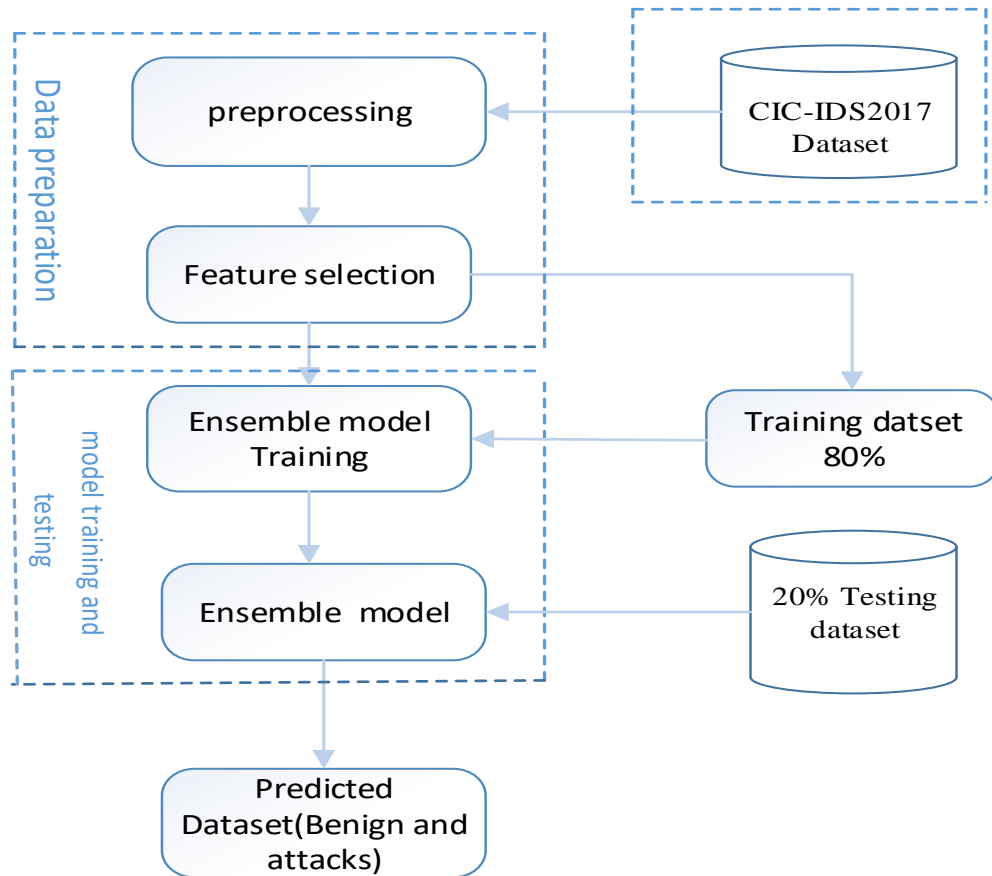 Data preparation
preprocessing
CIC-IDS2017
Dataset
Feature selection
model training and
testing
Ensemble model
Training
Training datset
80%
Ensemble model
20% Testing
dataset
Predicted
Dataset(Benign and
attacks)